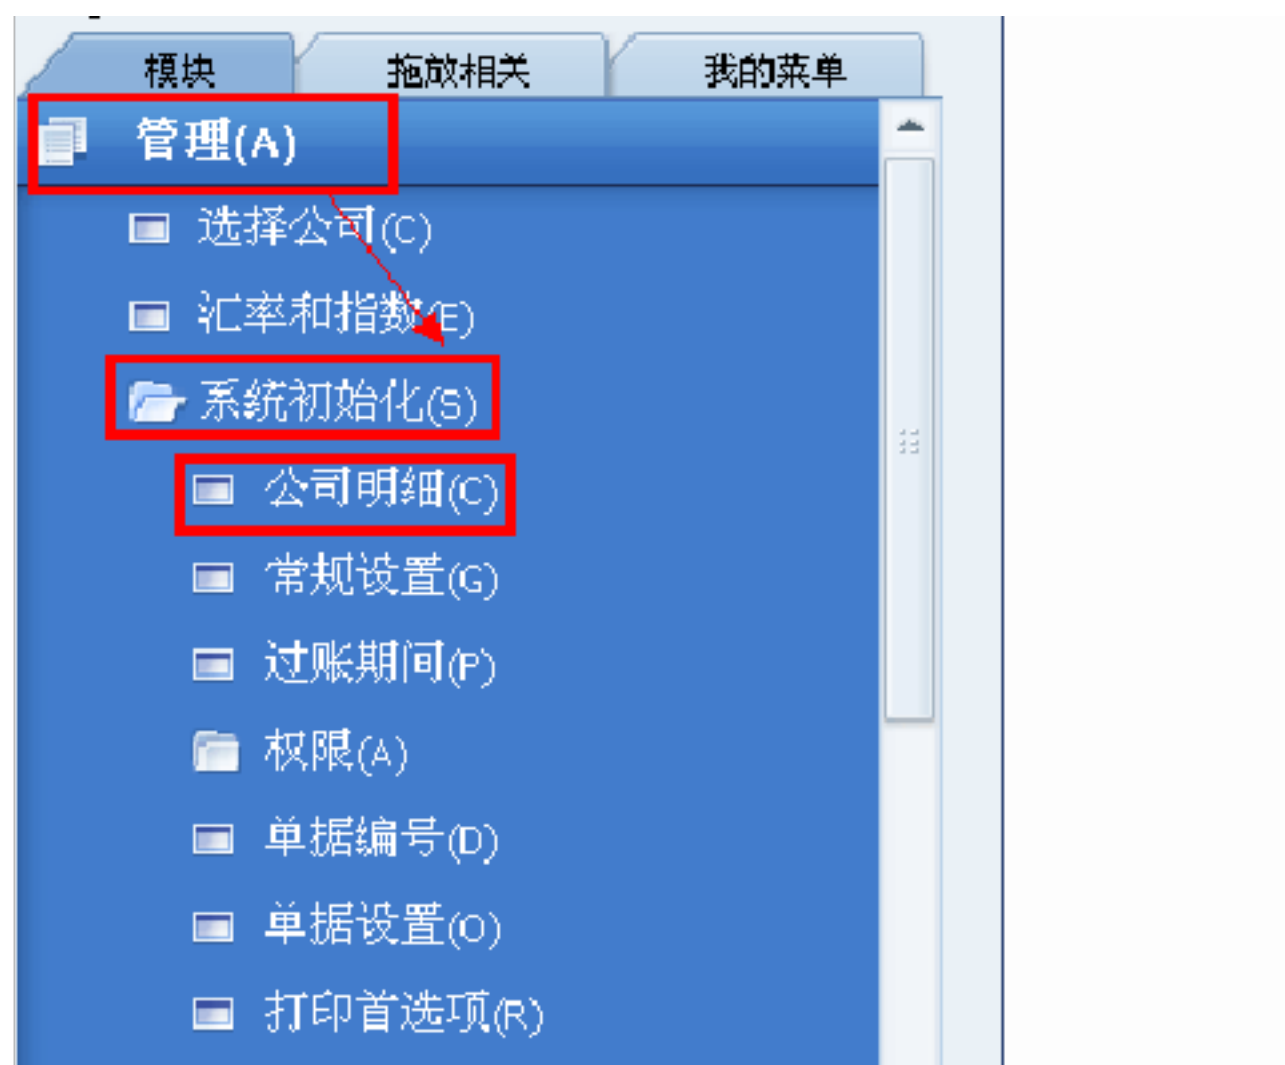 模块 拖放相关 我的菜单
管理(A)
选择公司(C)
汇率和指数(E)
系统初始化(S)
公司明细(C)
常规设置(G)
过账期间(P)
权限(A)
单据编号(D)
单据设置(O)
打印首选项(R)